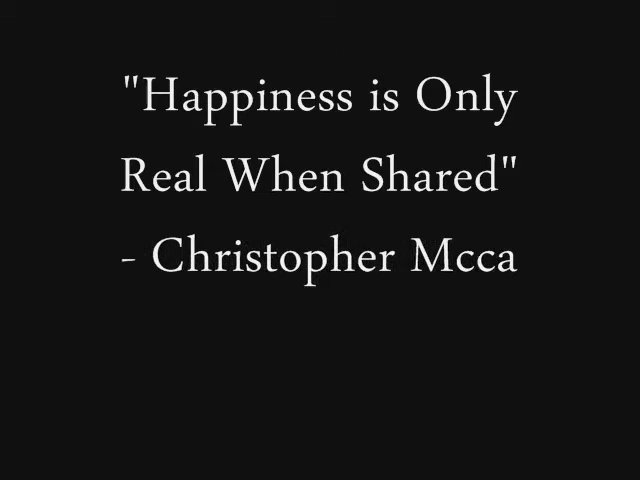 "Happiness is Only
Real When Shared"
- Christopher Mcca